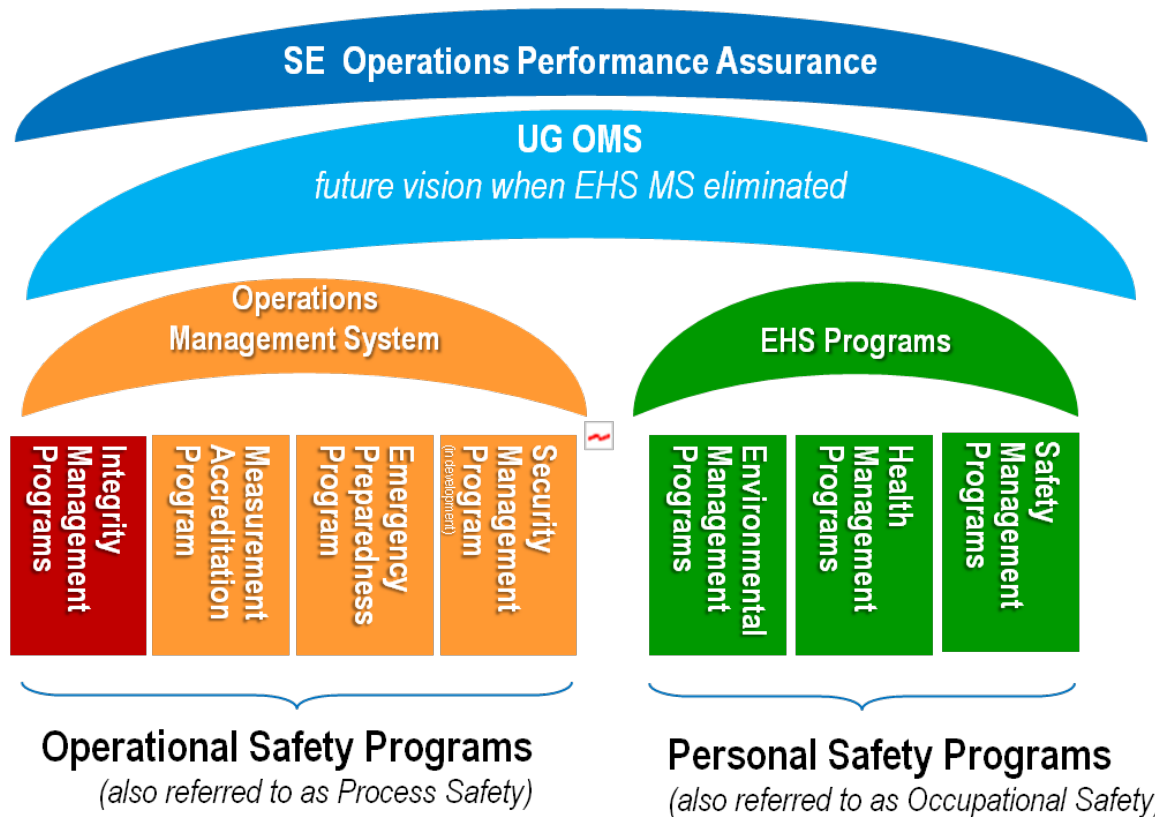 SE Operations Performance Assurance
UG OMS
future vision when EHS MS eliminated
Operations
Management System
EHS Programs
Integrity
Management
Programs
Measurement
Accreditation
Program
Emergency
Preparedness
Program
Security
Management
Program
(in development)
Environmental
Management
Programs
Health
Management
Programs
Safety
Management
Programs
Operational Safety Programs
(also referred to as Process Safety)
Personal Safety Programs
(also referred to as Occupational Safety)